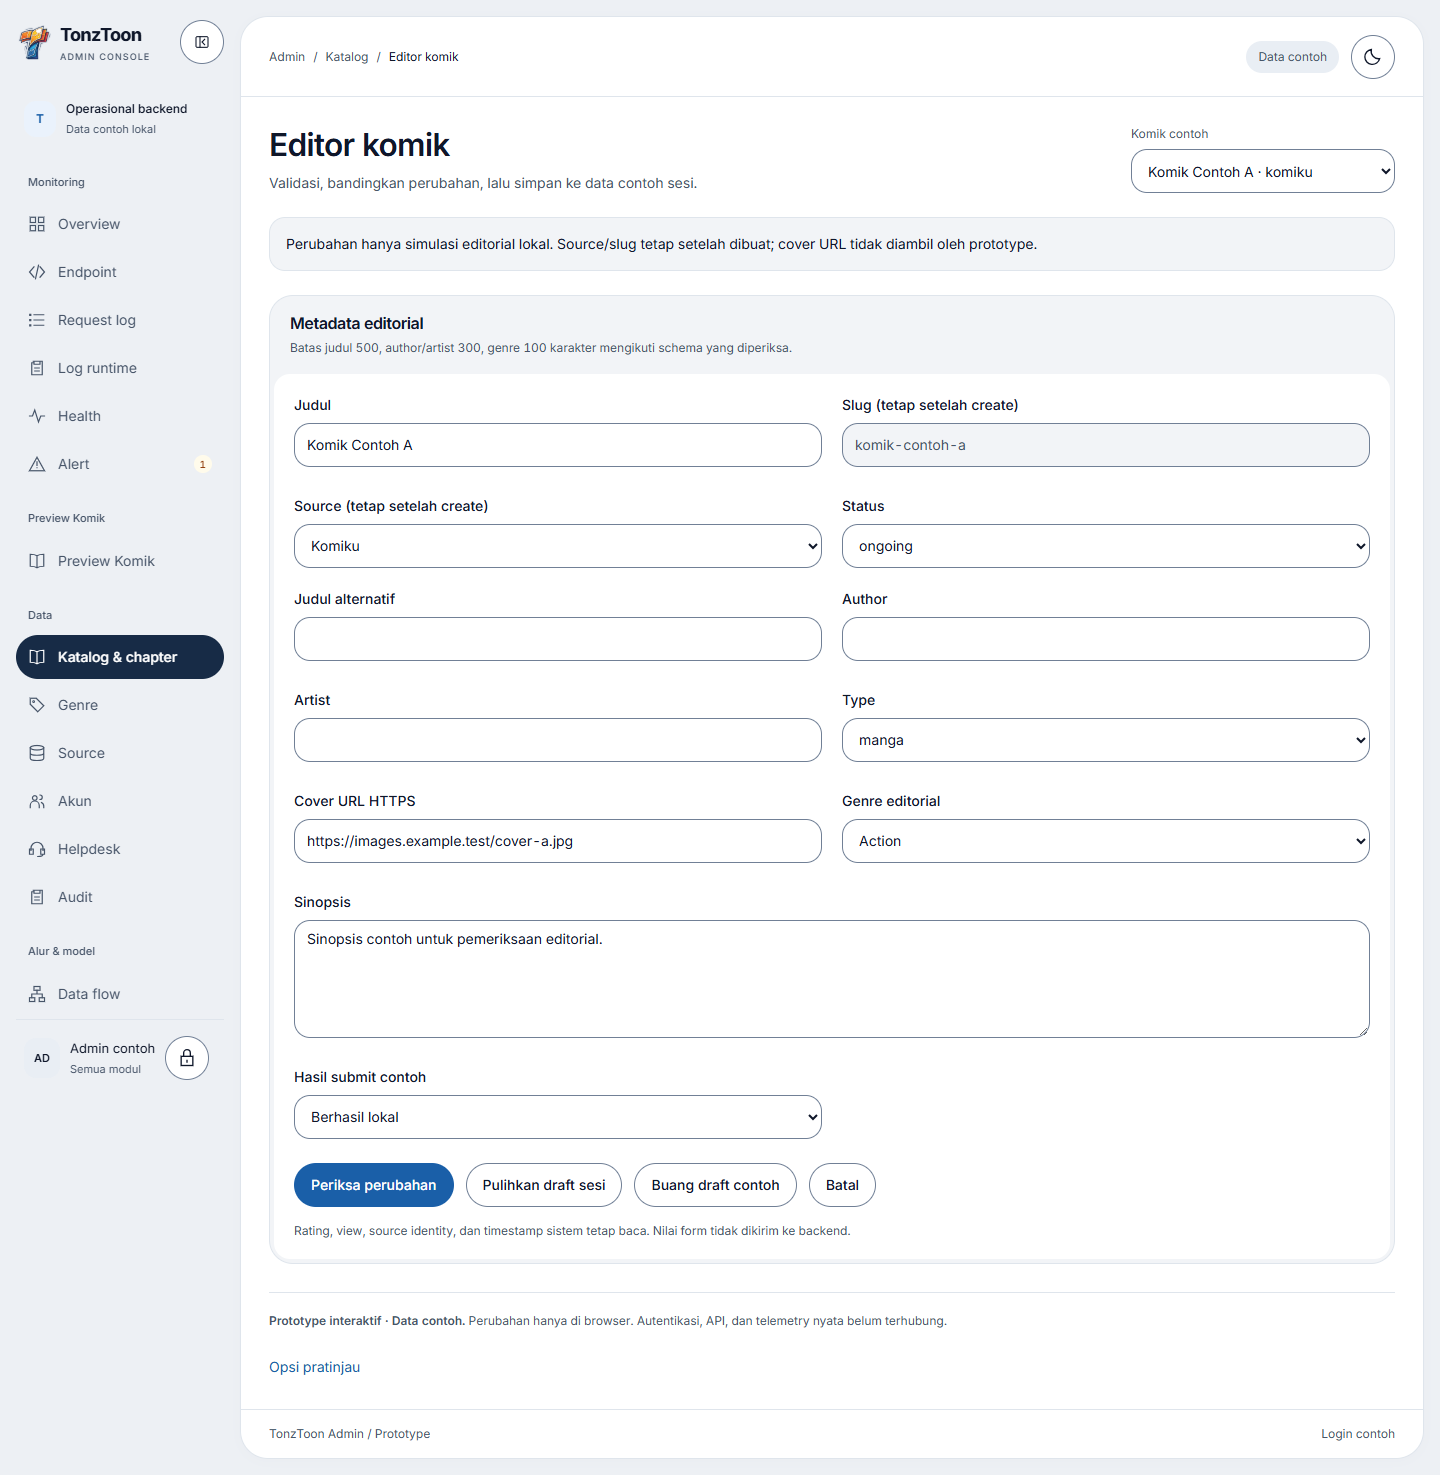 TonzToon
ADMIN CONSOLE
T
Operasional backend
Data contoh lokal
Monitoring
Overview
Endpoint
Request log
Log runtime
Health
Alert
1
Preview Komik
Preview Komik
Data
Katalog & chapter
Genre
Source
Akun
Helpdesk
Audit
Alur & model
Data flow
AD
Admin contoh
Semua modul
Admin / Katalog / Editor komik
Data contoh
Editor komik
Validasi, bandingkan perubahan, lalu simpan ke data contoh sesi.
Komik contoh
Komik Contoh A · komiku
Perubahan hanya simulasi editorial lokal. Source/slug tetap setelah dibuat; cover URL tidak diambil oleh prototype.
Metadata editorial
Batas judul 500, author/artist 300, genre 100 karakter mengikuti schema yang diperiksa.
Judul
Komik Contoh A
Slug (tetap setelah create)
komik-contoh-a
Source (tetap setelah create)
Komiku
Status
ongoing
Judul alternatif
Author
Artist
Type
manga
Cover URL HTTPS
https://images.example.test/cover-a.jpg
Genre editorial
Action
Sinopsis
Sinopsis contoh untuk pemeriksaan editorial.
Hasil submit contoh
Berhasil lokal
Periksa perubahan
Pulihkan draft sesi
Buang draft contoh
Batal
Rating, view, source identity, dan timestamp sistem tetap baca. Nilai form tidak dikirim ke backend.
Prototype interaktif · Data contoh. Perubahan hanya di browser. Autentikasi, API, dan telemetry nyata belum terhubung.
Opsi pratinjau
TonzToon Admin / Prototype
Login contoh